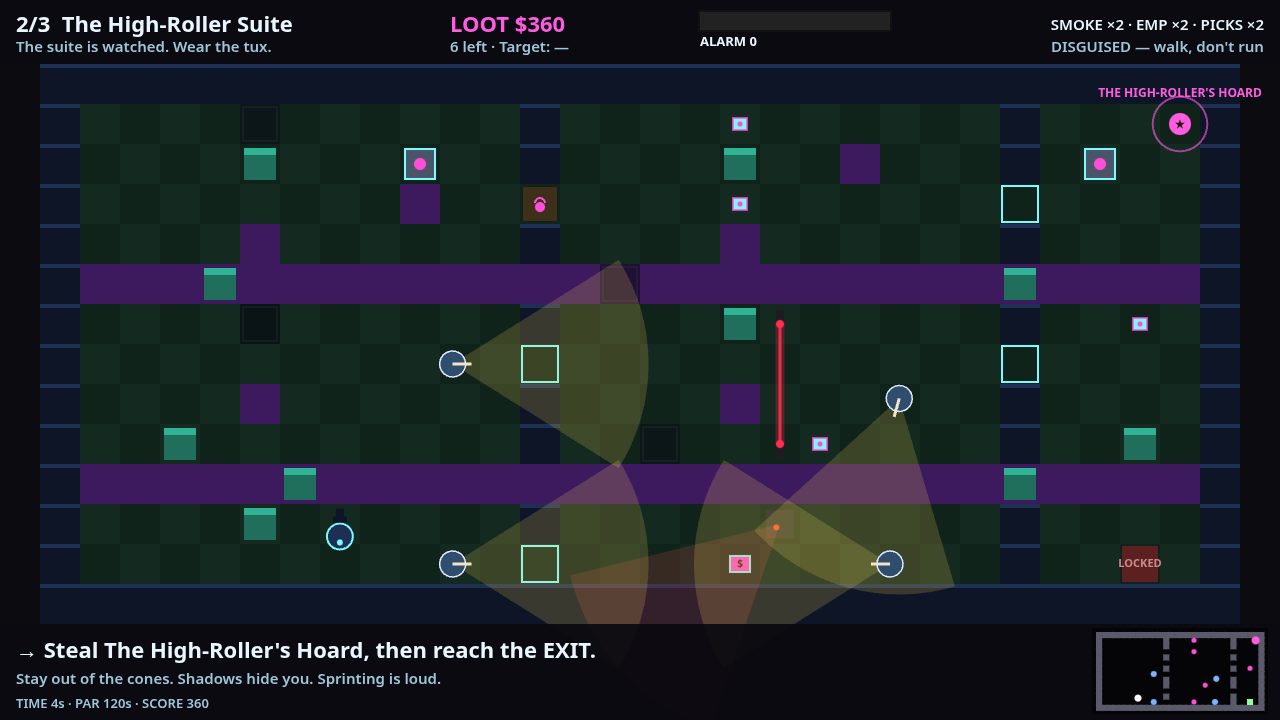 2/3 The High-Roller Suite
The suite is watched. Wear the tux.
LOOT $360
6 left · Target: —
ALARM 0
SMOKE ×2 · EMP ×2 · PICKS ×2
DISGUISED — walk, don't run
THE HIGH-ROLLER'S HOARD
★
$
LOCKED
→ Steal The High-Roller's Hoard, then reach the EXIT.
Stay out of the cones. Shadows hide you. Sprinting is loud.
TIME 4s · PAR 120s · SCORE 360